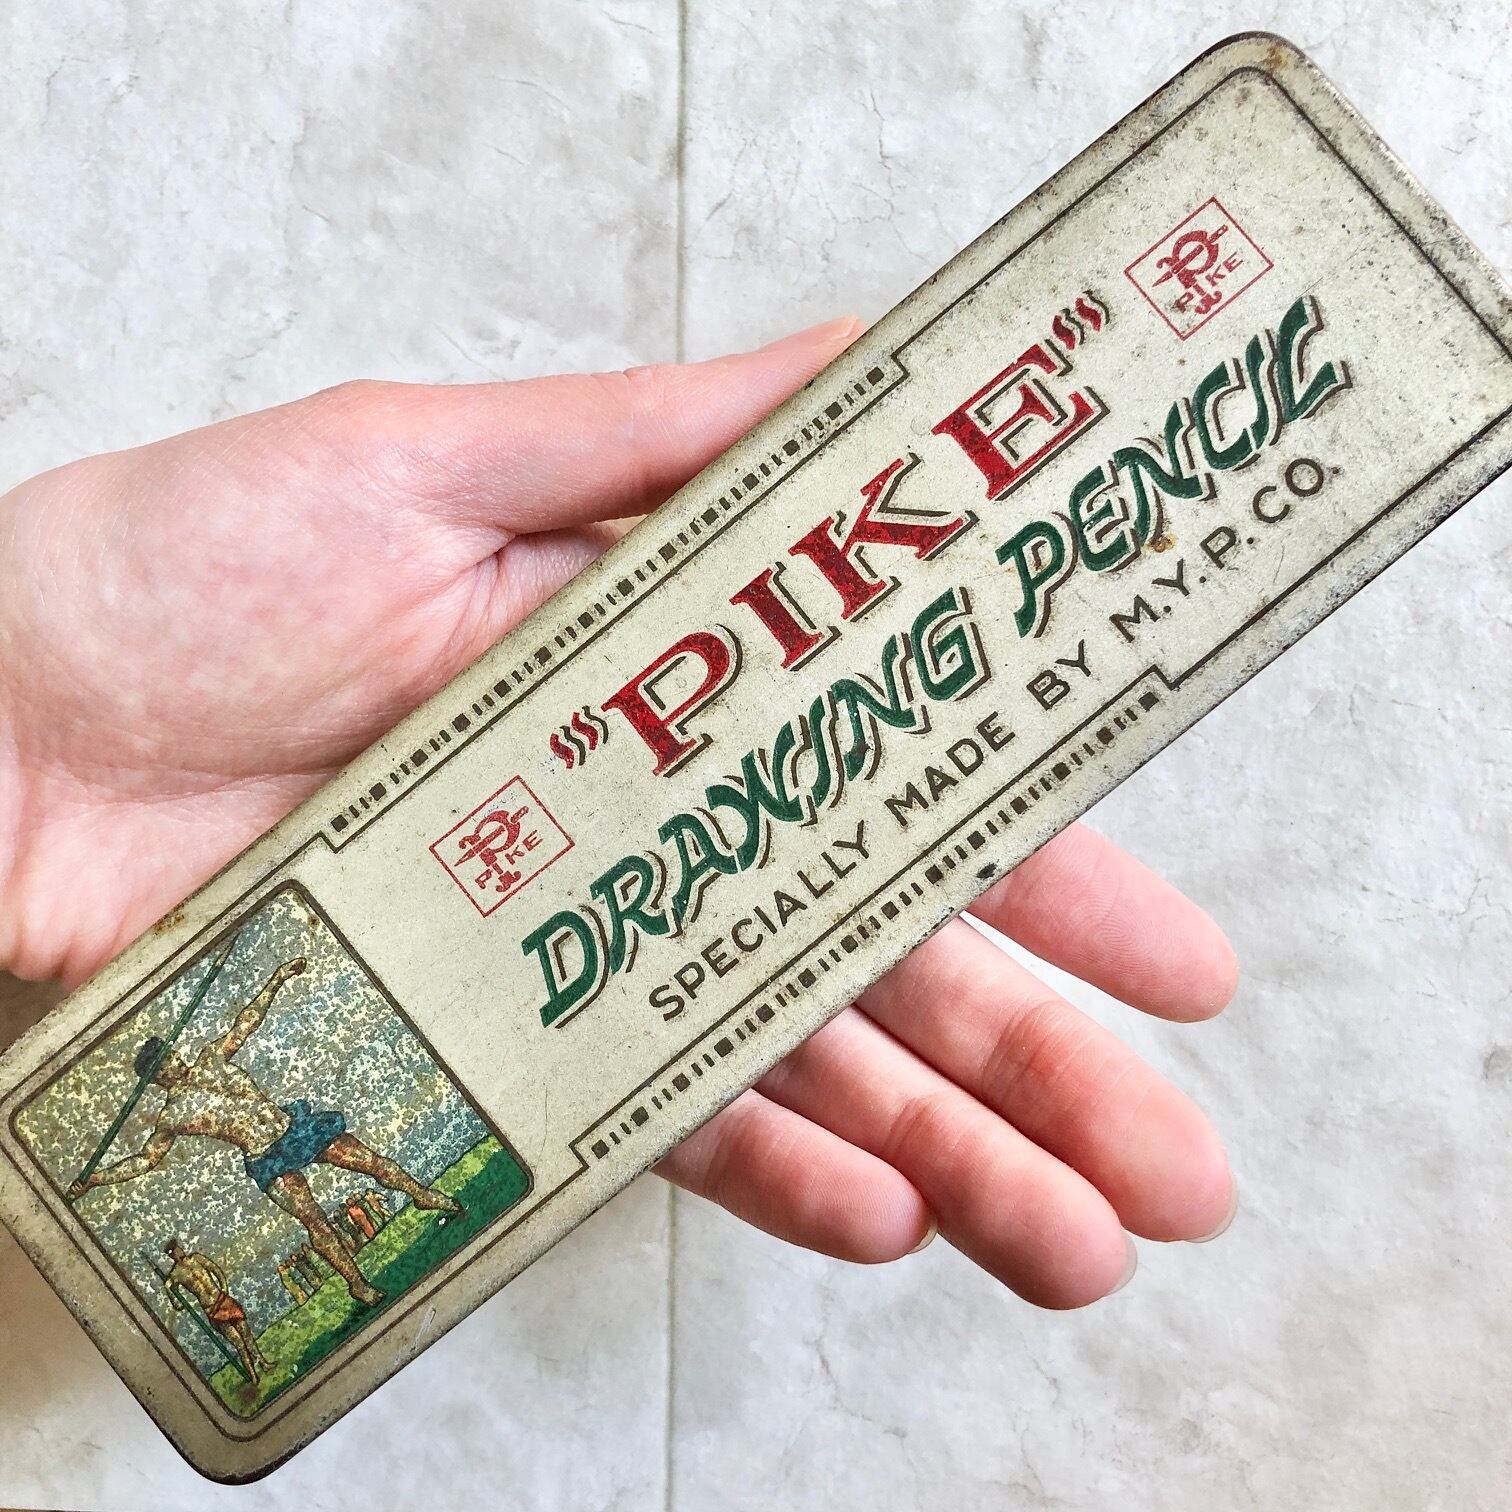 "PIKE"
DRAWING PENCIL
SPECIALLY MADE BY M.Y.P.CO.
PIKE
PIKE